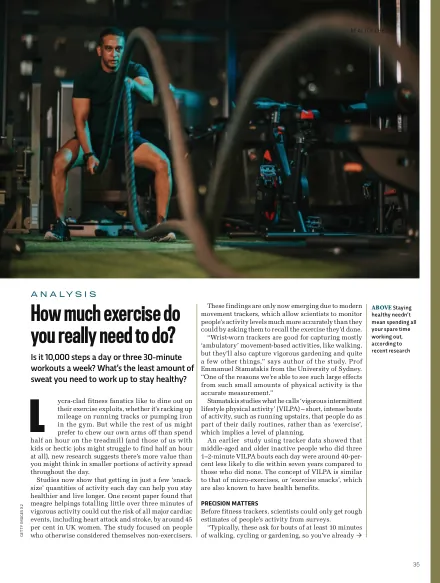 ANALYSIS
How much exercise do
you really need to do?
Is it 10,000 steps a day or three 30-minute
workouts a week? What's the least amount of
sweat you need to work up to stay healthy?
Lycra-clad fitness fanatics like to dine out on
their exercise exploits, whether it's racking up
mileage on running tracks or pumping iron
in the gym. But while the rest of us might
prefer to chew our own arms off than spend
half an hour on the treadmill (and those of us with
kids or hectic jobs might struggle to find half an hour
at all), new research suggests there's more value than
you might think in smaller portions of activity spread
throughout the day.
Studies now show that getting in just a few 'snack-
size' quantities of activity each day can help you stay
healthier and live longer. One recent paper found that
meagre helpings totalling little over three minutes of
vigorous activity could cut the risk of all major cardiac
events, including heart attack and stroke, by around 45
per cent in UK women. The study focused on people
who otherwise considered themselves non-exercisers.
These findings are only now emerging due to modern
movement trackers, which allow scientists to monitor
people's activity levels much more accurately than they
could by asking them to recall the exercise they'd done.
"Wrist-worn trackers are good for capturing mostly
'ambulatory' movement-based activities, like walking,
but they'll also capture vigorous gardening and quite
a few other things," says author of the study, Prof
Emmanuel Stamatakis from the University of Sydney.
"One of the reasons we're able to see such large effects
from such small amounts of physical activity is the
accurate measurement."
Stamatakis studies what he calls 'vigorous intermittent
lifestyle physical activity' (VILPA) – short, intense bouts
of activity, such as running upstairs, that people do as
part of their daily routines, rather than as 'exercise',
which implies a level of planning.
An earlier study using tracker data showed that
middle-aged and older inactive people who did three
1–2-minute VILPA bouts each day were around 40-per-
cent less likely to die within seven years compared to
those who did none. The concept of VILPA is similar
to that of micro-exercises, or 'exercise snacks', which
are also known to have health benefits.
PRECISION MATTERS
Before fitness trackers, scientists could only get rough
estimates of people's activity from surveys.
"Typically, these ask for bouts of at least 10 minutes
of walking, cycling or gardening, so you've already →
ABOVE Staying
healthy needn't
mean spending all
your spare time
working out,
according to
recent research
GETTY IMAGES X2
35